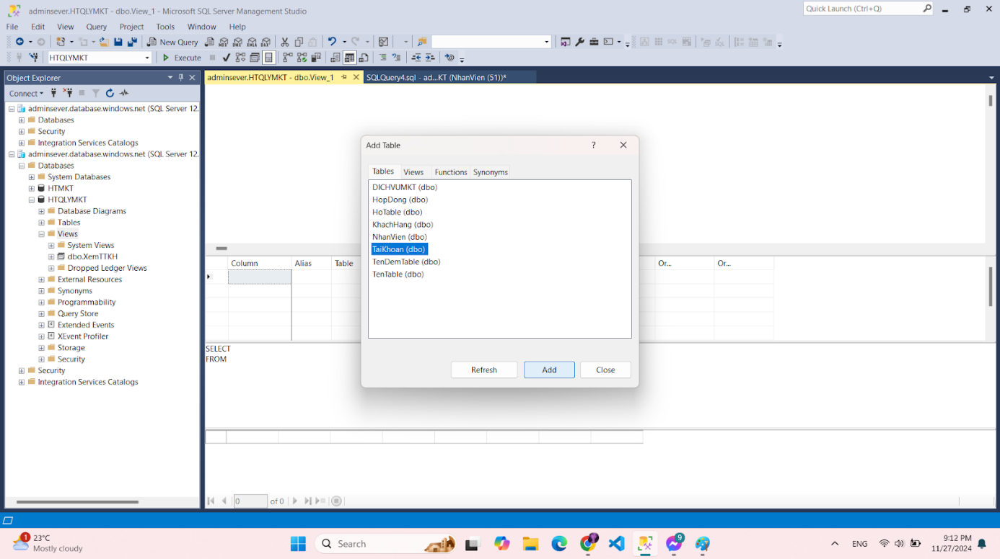 adminsever.HTQLYMKT - dbo.View_1 - Microsoft SQL Server Management Studio
Quick Launch (Ctrl+Q)
File Edit View Query Project Tools Window Help
New Query
HTQLYMKT Execute
Object Explorer
adminsever.HTQLYMKT - dbo.View_1
SQLQuery4.sql - ad...KT (NhanVien (51))*
Connect
adminsever.database.windows.net (SQL Server 12.
Databases
Security
Integration Services Catalogs
adminsever.database.windows.net (SQL Server 12.
Databases
System Databases
HTMKT
HTQLYMKT
Database Diagrams
Tables
Views
System Views
dbo.XemTTKH
Dropped Ledger Views
External Resources
Synonyms
Programmability
Query Store
Extended Events
XEvent Profiler
Storage
Security
Security
Integration Services Catalogs
Add Table
?
Tables Views Functions Synonyms
DICHVUMKT (dbo)
HopDong (dbo)
HoTable (dbo)
KhachHang (dbo)
NhanVien (dbo)
TaiKhoan (dbo)
TenDemTable (dbo)
TenTable (dbo)
Refresh Add Close
Column Alias Table Or... Or...
SELECT
FROM
0 of 0
1
23°C
Mostly cloudy
Search
9
ENG
9:12 PM
11/27/2024